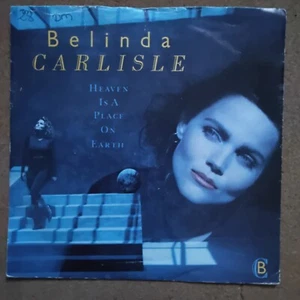 Belinda
CARLISLE
HEAVEN
IS A
PLACE
ON
EARTH
C
B